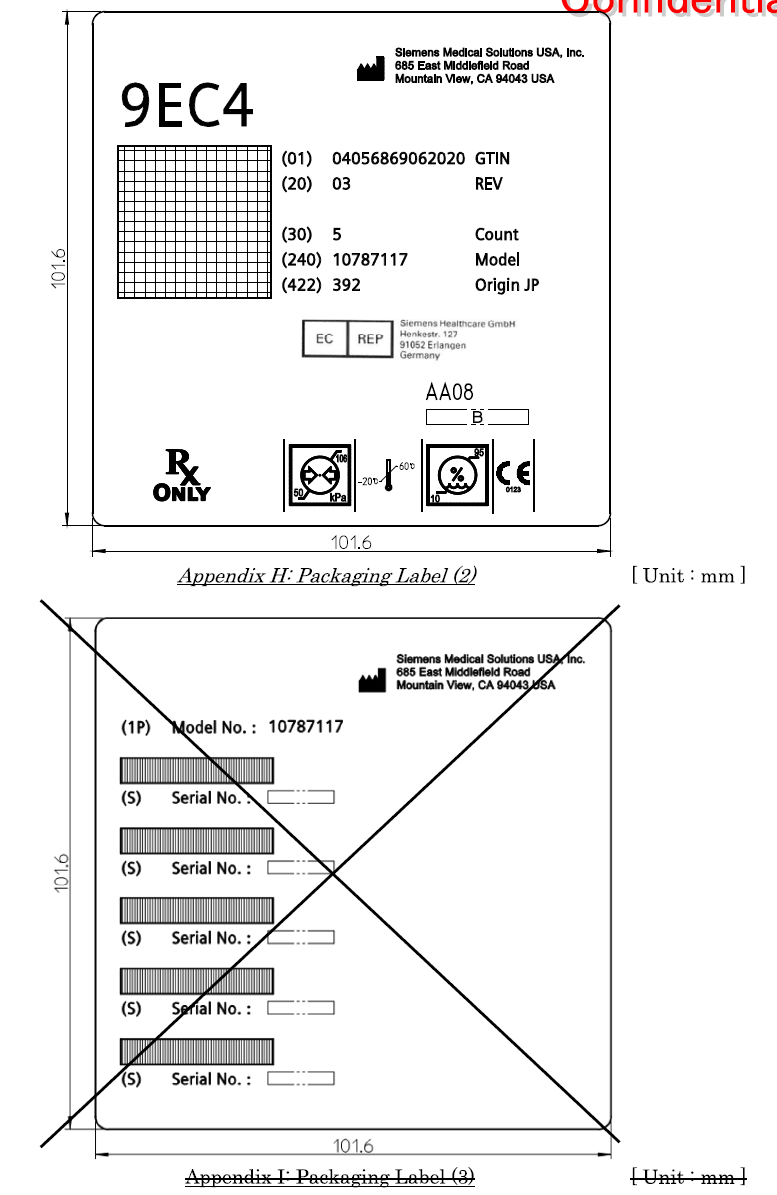 Confidentia
Siemens Medical Solutions USA, Inc.
685 East Middlefield Road
Mountain View, CA 94043 USA
9EC4
(01) 04056869062020 GTIN
(20) 03 REV
(30) 5 Count
(240) 10787117 Model
(422) 392 Origin JP
101.6
EC REP
Siemens Healthcare GmbH
Henkestr. 127
91052 Erlangen
Germany
AA08
B
Rx
ONLY
106
50
kPa
-20℃
60℃
%
95
10
CE
0123
101.6
Appendix H: Packaging Label (2) [ Unit : mm ]
Siemens Medical Solutions USA, Inc.
685 East Middlefield Road
Mountain View, CA 94043 USA
(1P) Model No. : 10787117
(S) Serial No. :
(S) Serial No. :
101.6
(S) Serial No. :
(S) Serial No. :
(S) Serial No. :
101.6
Appendix I: Packaging Label (3) [ Unit : mm ]